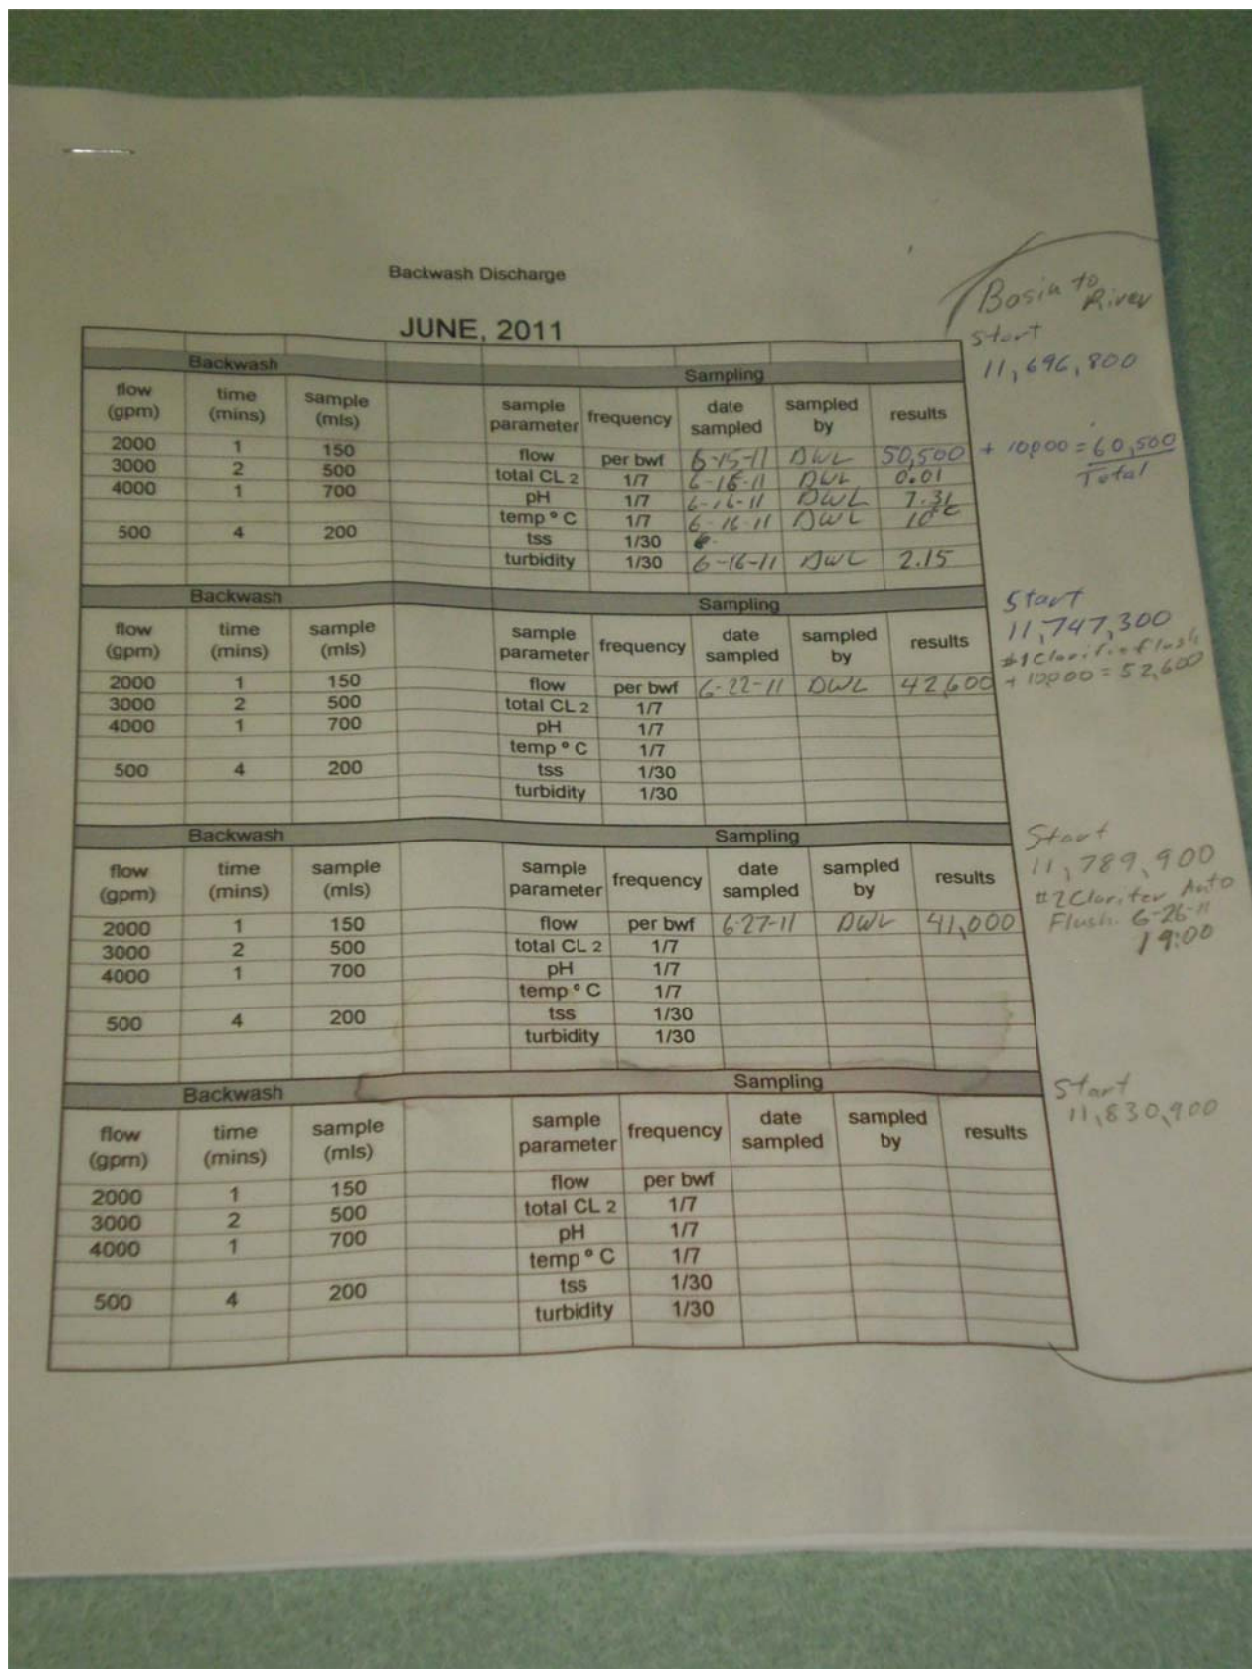 Baclwash Discharge
Basin to River
JUNE, 2011
Start
11,696,800
Backwash Sampling
flow (gpm) time (mins) sample (mls) sample parameter frequency date sampled sampled by results
2000 1 150 flow per bwf 6-15-11 DWL 50,500 + 10000 = 60,500
Total
3000 2 500 total CL 2 1/7 6-16-11 DWL 0.01
4000 1 700 pH 1/7 6-16-11 DWL
temp ° C 1/7 6-16-11 DWL 10°C
500 4 200 tss 1/30
turbidity 1/30 6-16-11 DWL 2.15
Backwash Sampling
Start
11,747,300
flow (gpm) time (mins) sample (mls) sample parameter frequency date sampled sampled by results
#1 Clarifier flush
+ 10000 = 52,600
2000 1 150 flow per bwf 6-22-11 DWL 42,600
3000 2 500 total CL 2 1/7
4000 1 700 pH 1/7
temp ° C 1/7
500 4 200 tss 1/30
turbidity 1/30
Backwash Sampling
Start
11,789,900
flow (gpm) time (mins) sample (mls) sample parameter frequency date sampled sampled by results
#2 Clarifer Auto
Flush. 6-26-11
19:00
2000 1 150 flow per bwf 6-27-11 DWL 41,000
3000 2 500 total CL 2 1/7
4000 1 700 pH 1/7
temp ° C 1/7
500 4 200 tss 1/30
turbidity 1/30
Backwash Sampling
Start
11,830,900
flow (gpm) time (mins) sample (mls) sample parameter frequency date sampled sampled by results
2000 1 150 flow per bwf
3000 2 500 total CL 2 1/7
4000 1 700 pH 1/7
temp ° C 1/7
500 4 200 tss 1/30
turbidity 1/30